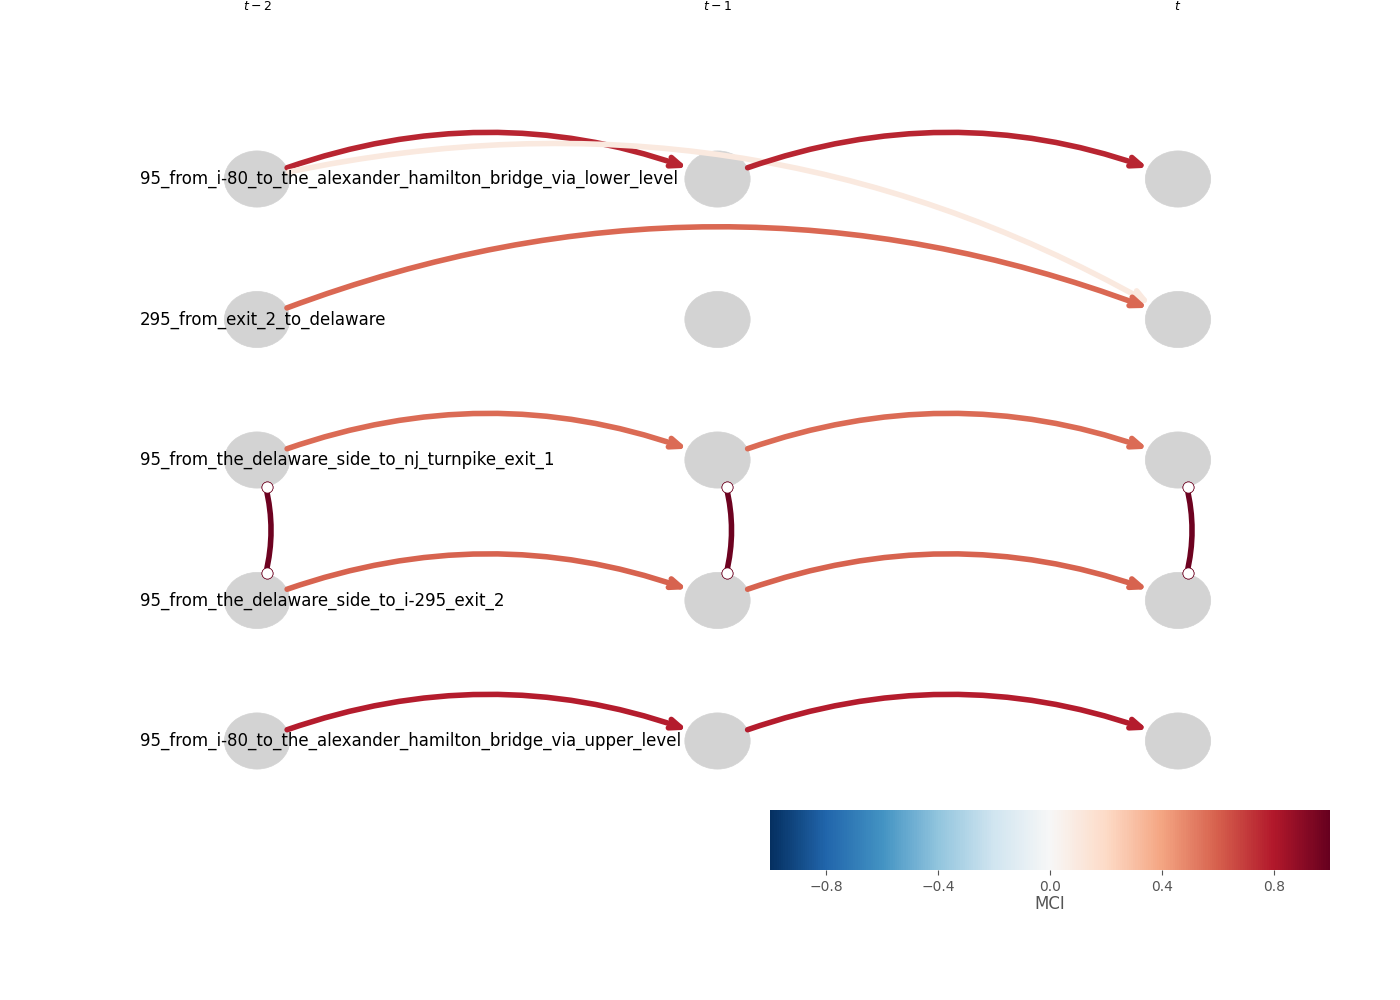 t − 2 t − 1 t
95_from_i-80_to_the_alexander_hamilton_bridge_via_lower_level
295_from_exit_2_to_delaware
95_from_the_delaware_side_to_nj_turnpike_exit_1
95_from_the_delaware_side_to_i-295_exit_2
95_from_i-80_to_the_alexander_hamilton_bridge_via_upper_level
−0.8 −0.4 0.0 0.4 0.8
MCI